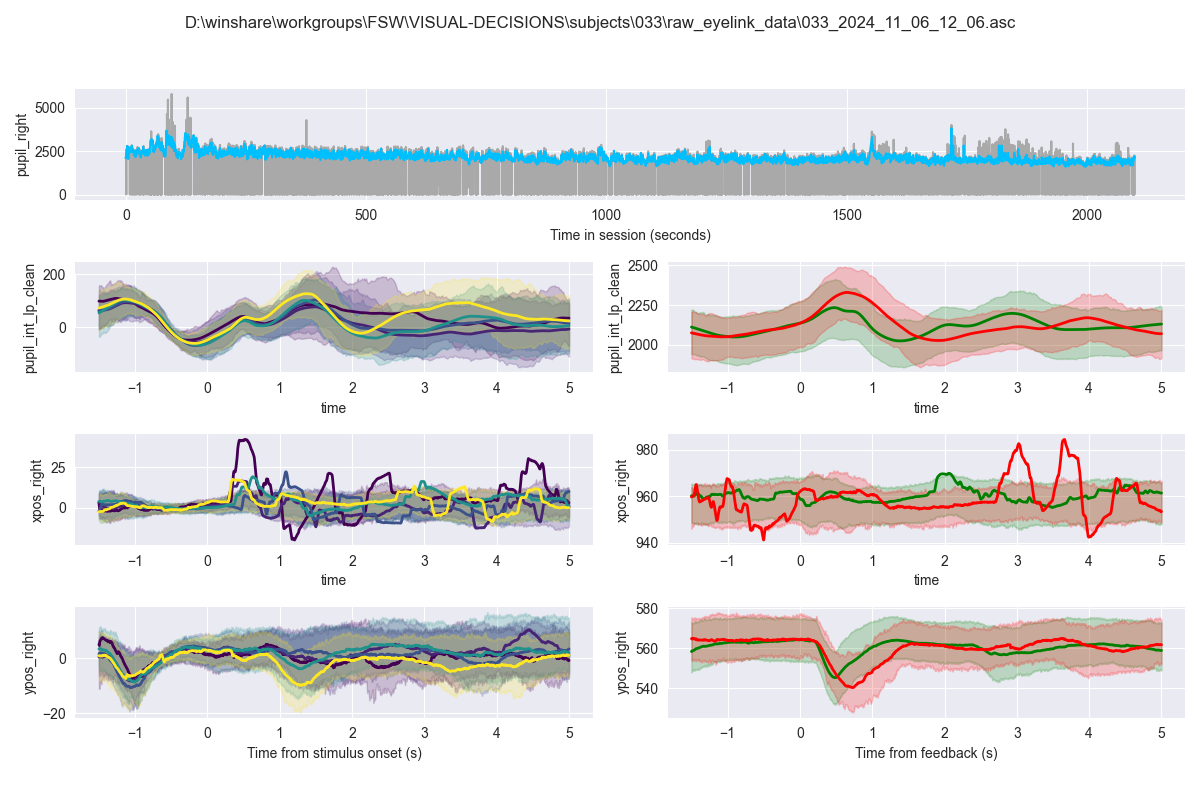 D:\winshare\workgroups\FSW\VISUAL-DECISIONS\subjects\033\raw_eyelink_data\033_2024_11_06_12_06.asc
pupil_right
5000
2500
0
0 500 1000 1500 2000
Time in session (seconds)
pupil_int_lp_clean
200
0
−1 0 1 2 3 4 5
time
pupil_int_lp_clean
2500
2250
2000
−1 0 1 2 3 4 5
time
xpos_right
25
0
−1 0 1 2 3 4 5
time
xpos_right
980
960
940
−1 0 1 2 3 4 5
time
ypos_right
0
−20
−1 0 1 2 3 4 5
Time from stimulus onset (s)
ypos_right
580
560
540
−1 0 1 2 3 4 5
Time from feedback (s)